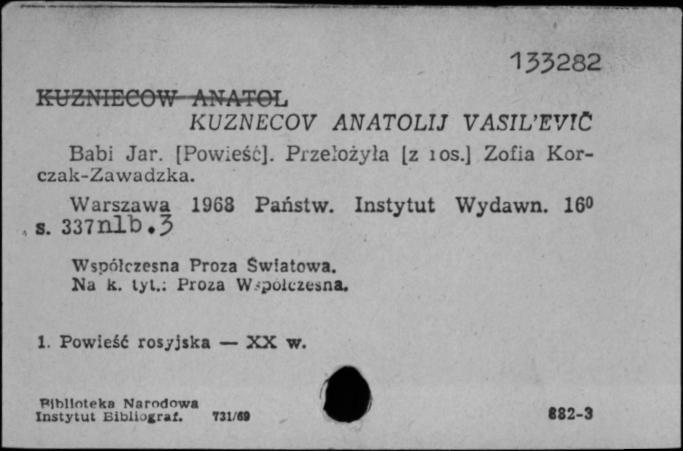 133282
KUZNIECOW ANATOL
KUZNECOV ANATOLIJ VASIL'EVIČ
Babi Jar. [Powieść]. Przełożyła [z ros.] Zofia Kor-
czak-Zawadzka.
Warszawa 1968 Państw. Instytut Wydawn. 16⁰
s. 337 nlb. 3
Współczesna Proza Światowa.
Na k. tyt.: Proza Współczesna.
1. Powieść rosyjska — XX w.
Biblioteka Narodowa
Instytut Bibliograf. 731/69
882-3